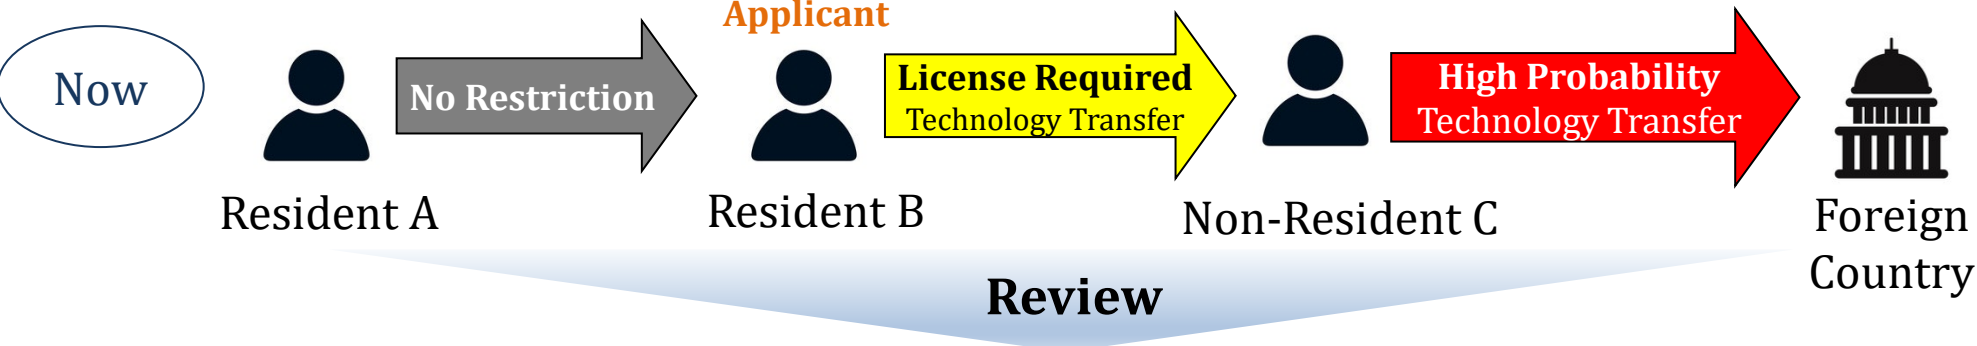 Now
Applicant
No Restriction
License Required
Technology Transfer
High Probability
Technology Transfer
Resident A
Resident B
Non-Resident C
Foreign
Country
Review